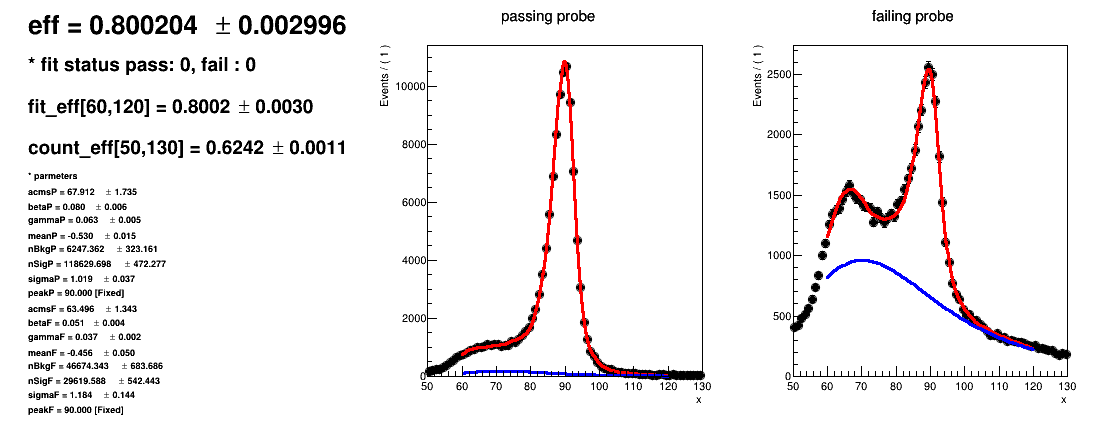 eff = 0.800204 ± 0.002996
* fit status pass: 0, fail : 0
fit_eff[60,120] = 0.8002 ± 0.0030
count_eff[50,130] = 0.6242 ± 0.0011
* parmeters
acmsP = 67.912 ± 1.735
betaP = 0.080 ± 0.006
gammaP = 0.063 ± 0.005
meanP = -0.530 ± 0.015
nBkgP = 6247.362 ± 323.161
nSigP = 118629.698 ± 472.277
sigmaP = 1.019 ± 0.037
peakP = 90.000 [Fixed]
acmsF = 63.496 ± 1.343
betaF = 0.051 ± 0.004
gammaF = 0.037 ± 0.002
meanF = -0.456 ± 0.050
nBkgF = 46674.343 ± 683.686
nSigF = 29619.588 ± 542.443
sigmaF = 1.184 ± 0.144
peakF = 90.000 [Fixed]
passing probe
Events / ( 1 )
10000
8000
6000
4000
2000
0
50 60 70 80 90 100 110 120 130
x
failing probe
Events / ( 1 )
2500
2000
1500
1000
500
0
50 60 70 80 90 100 110 120 130
x